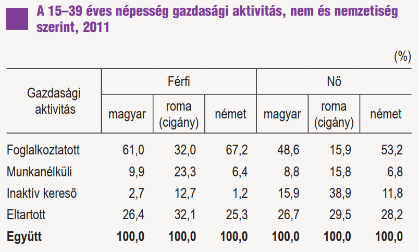 A 15–39 éves népesség gazdasági aktivitás, nem és nemzetiség
szerint, 2011
(%)
Gazdasági aktivitás Férfi Nő
magyar roma (cigány) német magyar roma (cigány) német
Foglalkoztatott 61,0 32,0 67,2 48,6 15,9 53,2
Munkanélküli 9,9 23,3 6,4 8,8 15,8 6,8
Inaktív kereső 2,7 12,7 1,2 15,9 38,9 11,8
Eltartott 26,4 32,1 25,3 26,7 29,5 28,2
Együtt 100,0 100,0 100,0 100,0 100,0 100,0